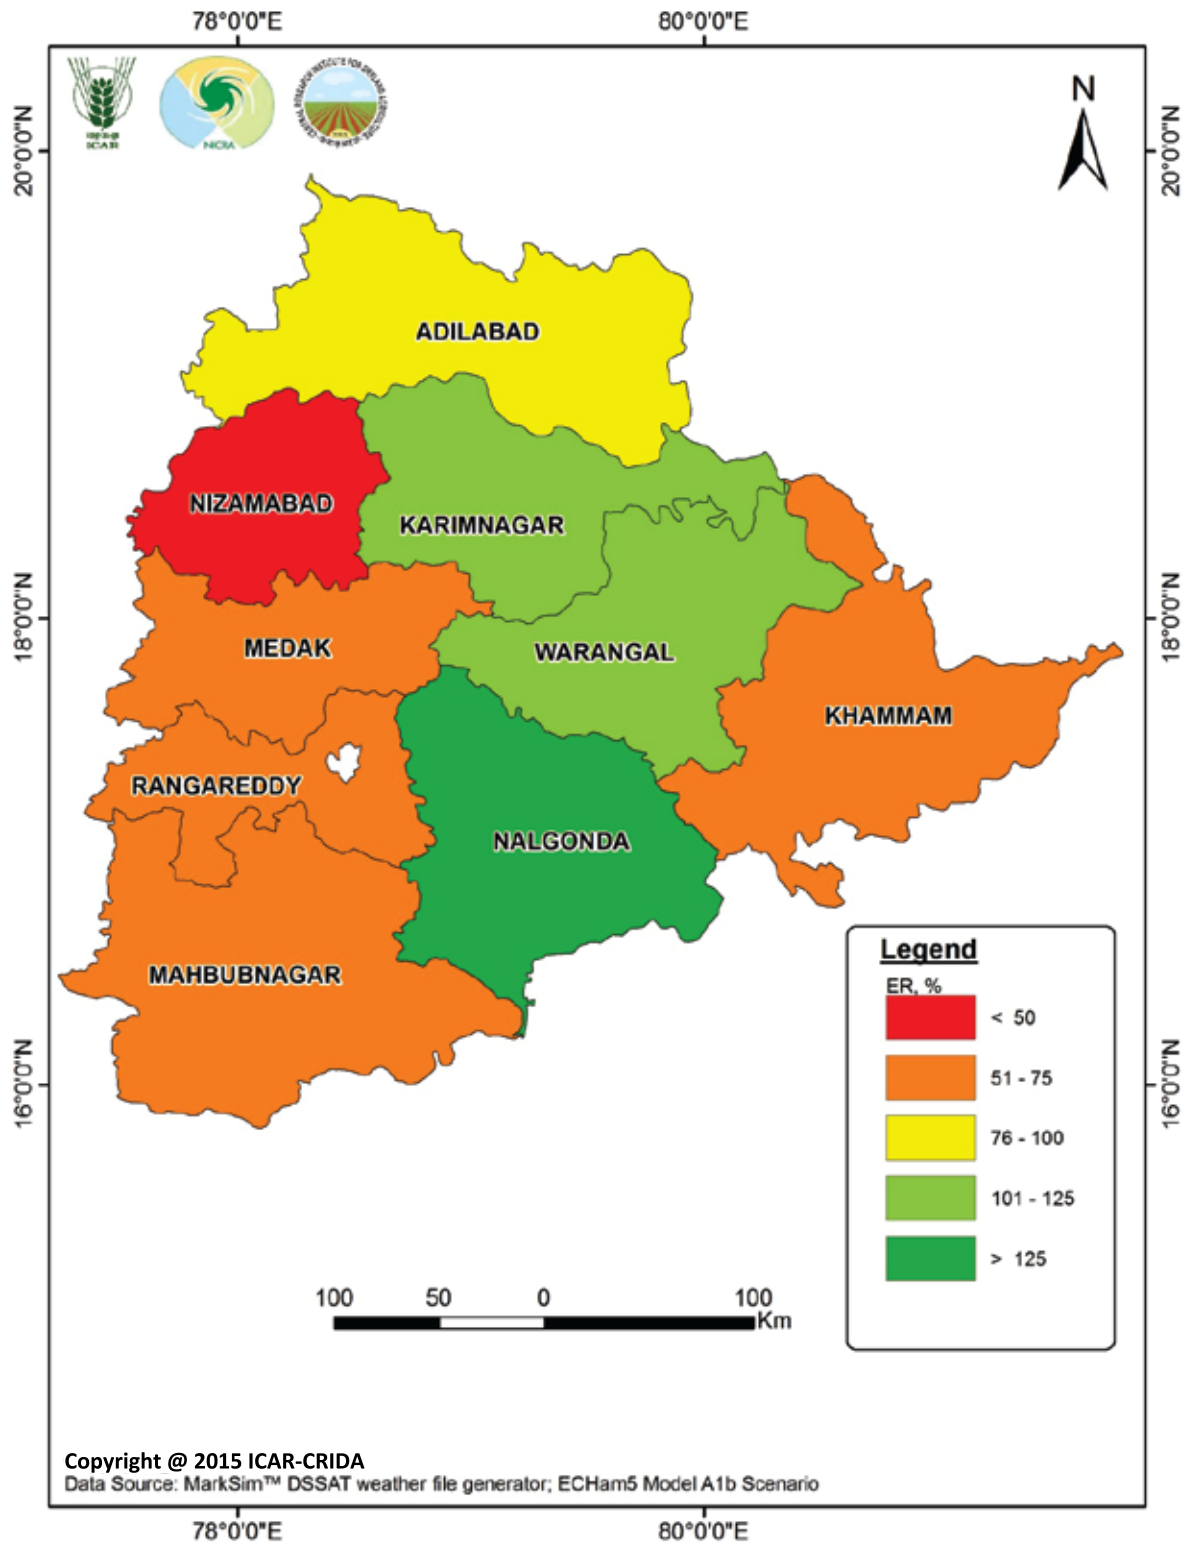 78°0'0"E
80°0'0"E
20°0'0"N
20°0'0"N
N
ICAR
NICRA
ADILABAD
NIZAMABAD
KARIMNAGAR
18°0'0"N
18°0'0"N
MEDAK
WARANGAL
KHAMMAM
RANGAREDDY
NALGONDA
MAHBUBNAGAR
16°0'0"N
16°0'0"N
Legend
ER, %
< 50
51 - 75
76 - 100
101 - 125
> 125
100 50 0 100
Km
Copyright @ 2015 ICAR-CRIDA
Data Source: MarkSim™ DSSAT weather file generator; ECHam5 Model A1b Scenario
78°0'0"E
80°0'0"E